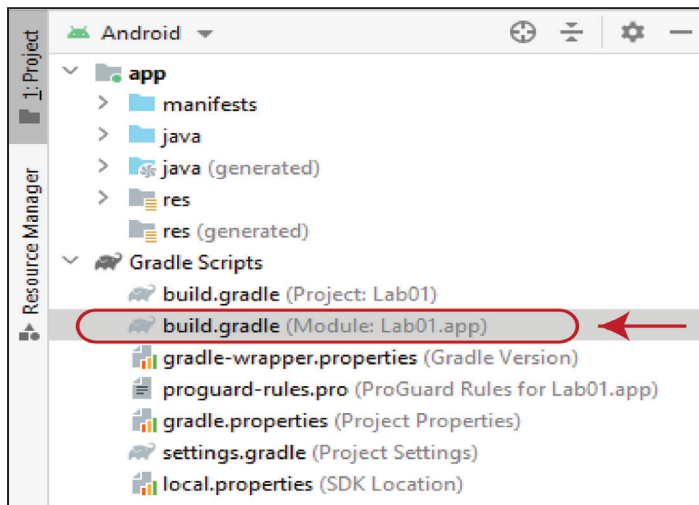 1: Project
Resource Manager
Android
app
manifests
java
java (generated)
res
res (generated)
Gradle Scripts
build.gradle (Project: Lab01)
build.gradle (Module: Lab01.app)
gradle-wrapper.properties (Gradle Version)
proguard-rules.pro (ProGuard Rules for Lab01.app)
gradle.properties (Project Properties)
settings.gradle (Project Settings)
local.properties (SDK Location)